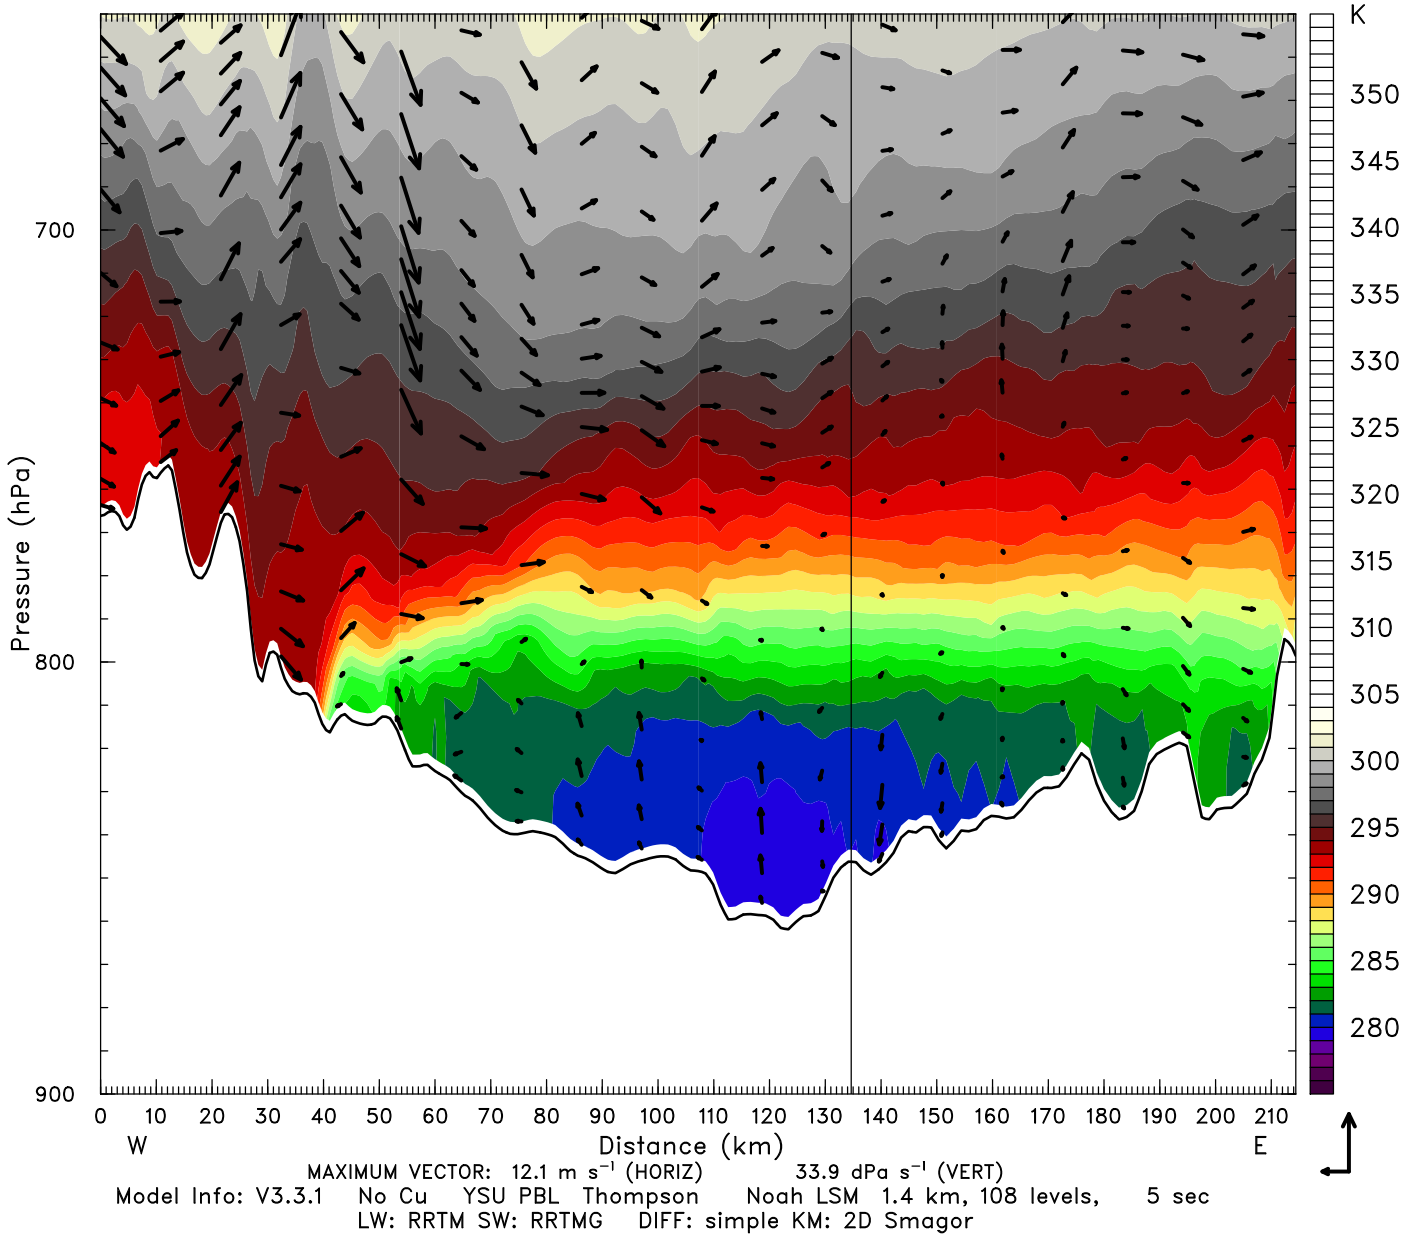 K
350
345
340
335
330
325
320
315
310
305
300
295
290
285
280
Pressure (hPa)
700
800
900
0 10 20 30 40 50 60 70 80 90 100 110 120 130 140 150 160 170 180 190 200 210
W Distance (km) E
MAXIMUM VECTOR: 12.1 m s⁻¹ (HORIZ) 33.9 dPa s⁻¹ (VERT)
Model Info: V3.3.1 No Cu YSU PBL Thompson Noah LSM 1.4 km, 108 levels, 5 sec
LW: RRTM SW: RRTMG DIFF: simple KM: 2D Smagor